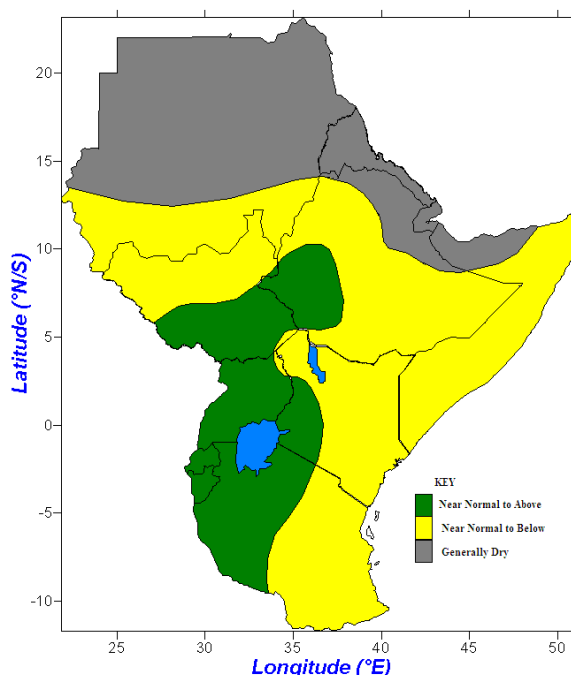 20
15
10
5
0
-5
-10
Latitude (°N/S)
KEY
Near Normal to Above
Near Normal to Below
Generally Dry
25
30
35
40
45
50
Longitude (°E)